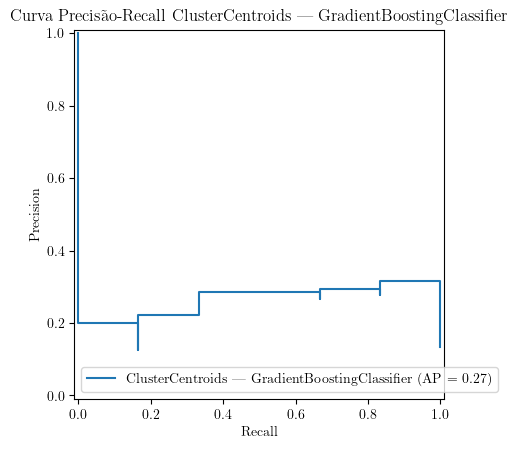 Curva Precisão-Recall ClusterCentroids — GradientBoostingClassifier
1.0
0.8
0.6
0.4
0.2
0.0
Precision
ClusterCentroids — GradientBoostingClassifier (AP = 0.27)
0.0 0.2 0.4 0.6 0.8 1.0
Recall